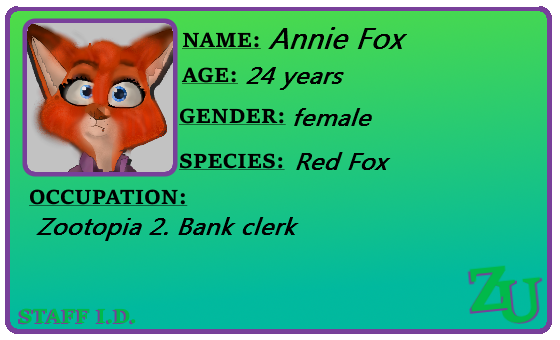 NAME: Annie Fox
AGE: 24 years
GENDER: female
SPECIES: Red Fox
OCCUPATION:
Zootopia 2. Bank clerk
STAFF I.D.
ZU